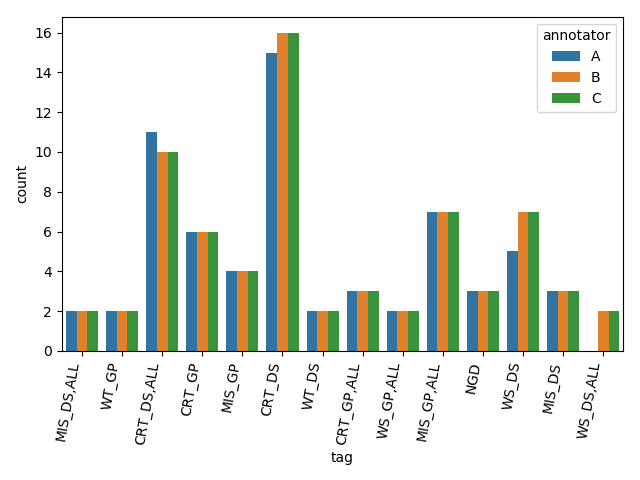 annotator
A
B
C
16
14
12
10
8
6
4
2
0
count
MIS_DS,ALL
WT_GP
CRT_DS,ALL
CRT_GP
MIS_GP
CRT_DS
WT_DS
CRT_GP,ALL
WS_GP,ALL
MIS_GP,ALL
NGD
WS_DS
MIS_DS
WS_DS,ALL
tag